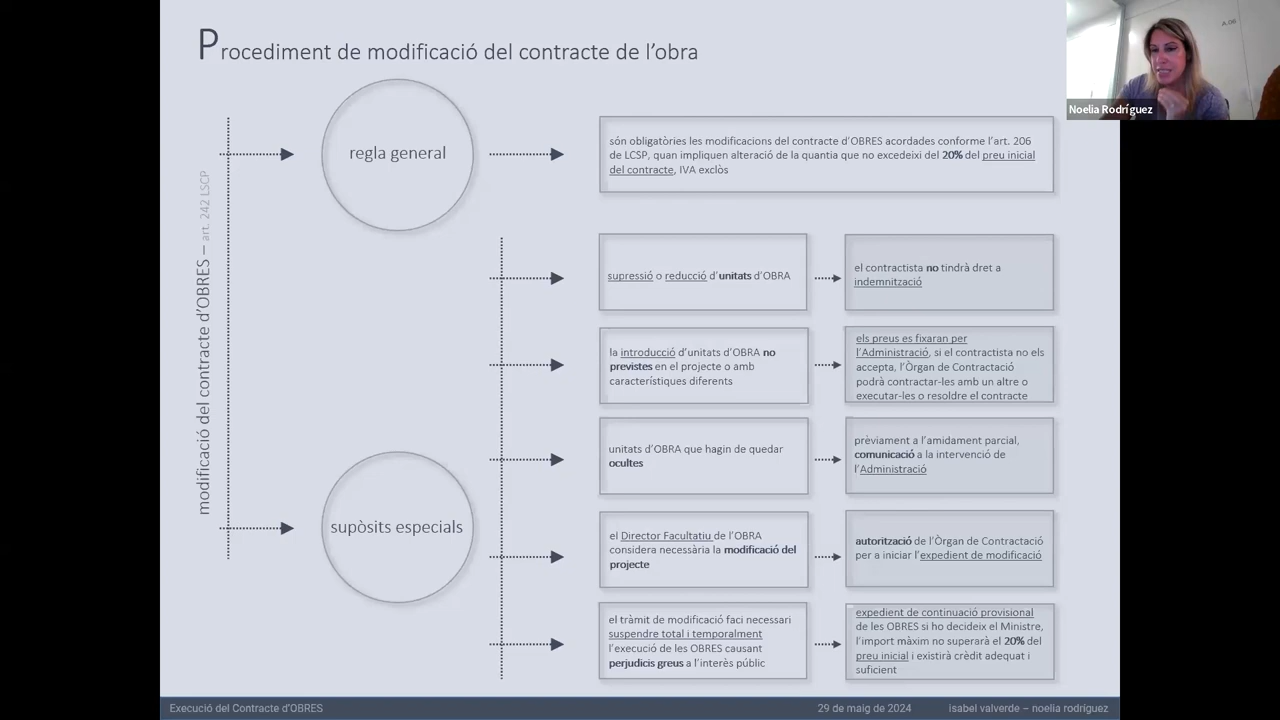 Procediment de modificació del contracte de l'obra
A.06
Noelia Rodríguez
modificació del contracte d'OBRES – art. 242 LSCP
regla general
són obligatòries les modificacions del contracte d'OBRES acordades conforme l'art. 206
de LCSP, quan impliquen alteració de la quantia que no excedeixi del 20% del preu inicial
del contracte, IVA exclòs
supòsits especials
supressió o reducció d'unitats d'OBRA
el contractista no tindrà dret a
indemnització
la introducció d'unitats d'OBRA no
previstes en el projecte o amb
característiques diferents
els preus es fixaran per
l'Administració, si el contractista no els
accepta, l'Òrgan de Contractació
podrà contractar-les amb un altre o
executar-les o resoldre el contracte
unitats d'OBRA que hagin de quedar
ocultes
prèviament a l'amidament parcial,
comunicació a la intervenció de
l'Administració
el Director Facultatiu de l'OBRA
considera necessària la modificació del
projecte
autorització de l'Òrgan de Contractació
per a iniciar l'expedient de modificació
el tràmit de modificació faci necessari
suspendre total i temporalment
l'execució de les OBRES causant
perjudicis greus a l'interès públic
expedient de continuació provisional
de les OBRES si ho decideix el Ministre,
l'import màxim no superarà el 20% del
preu inicial i existirà crèdit adequat i
suficient
Execució del Contracte d'OBRES
29 de maig de 2024
isabel valverde – noelia rodríguez